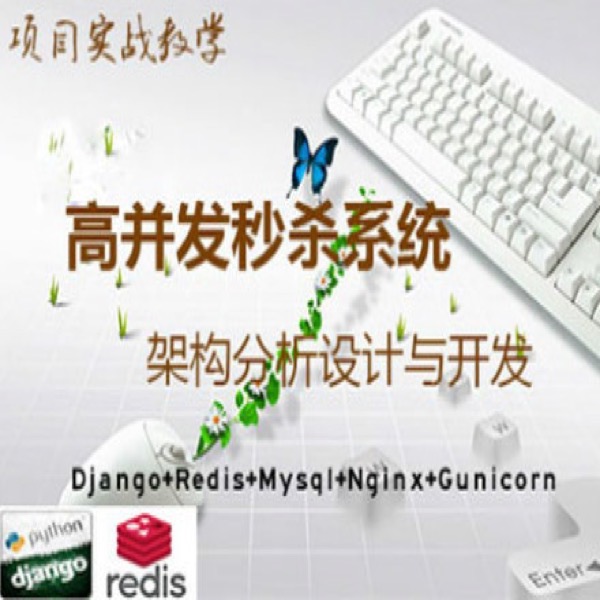 项目实战教学
高并发秒杀系统
架构分析设计与开发
Django+Redis+Mysql+Nginx+Gunicorn
python
django
redis
W
W
Enter